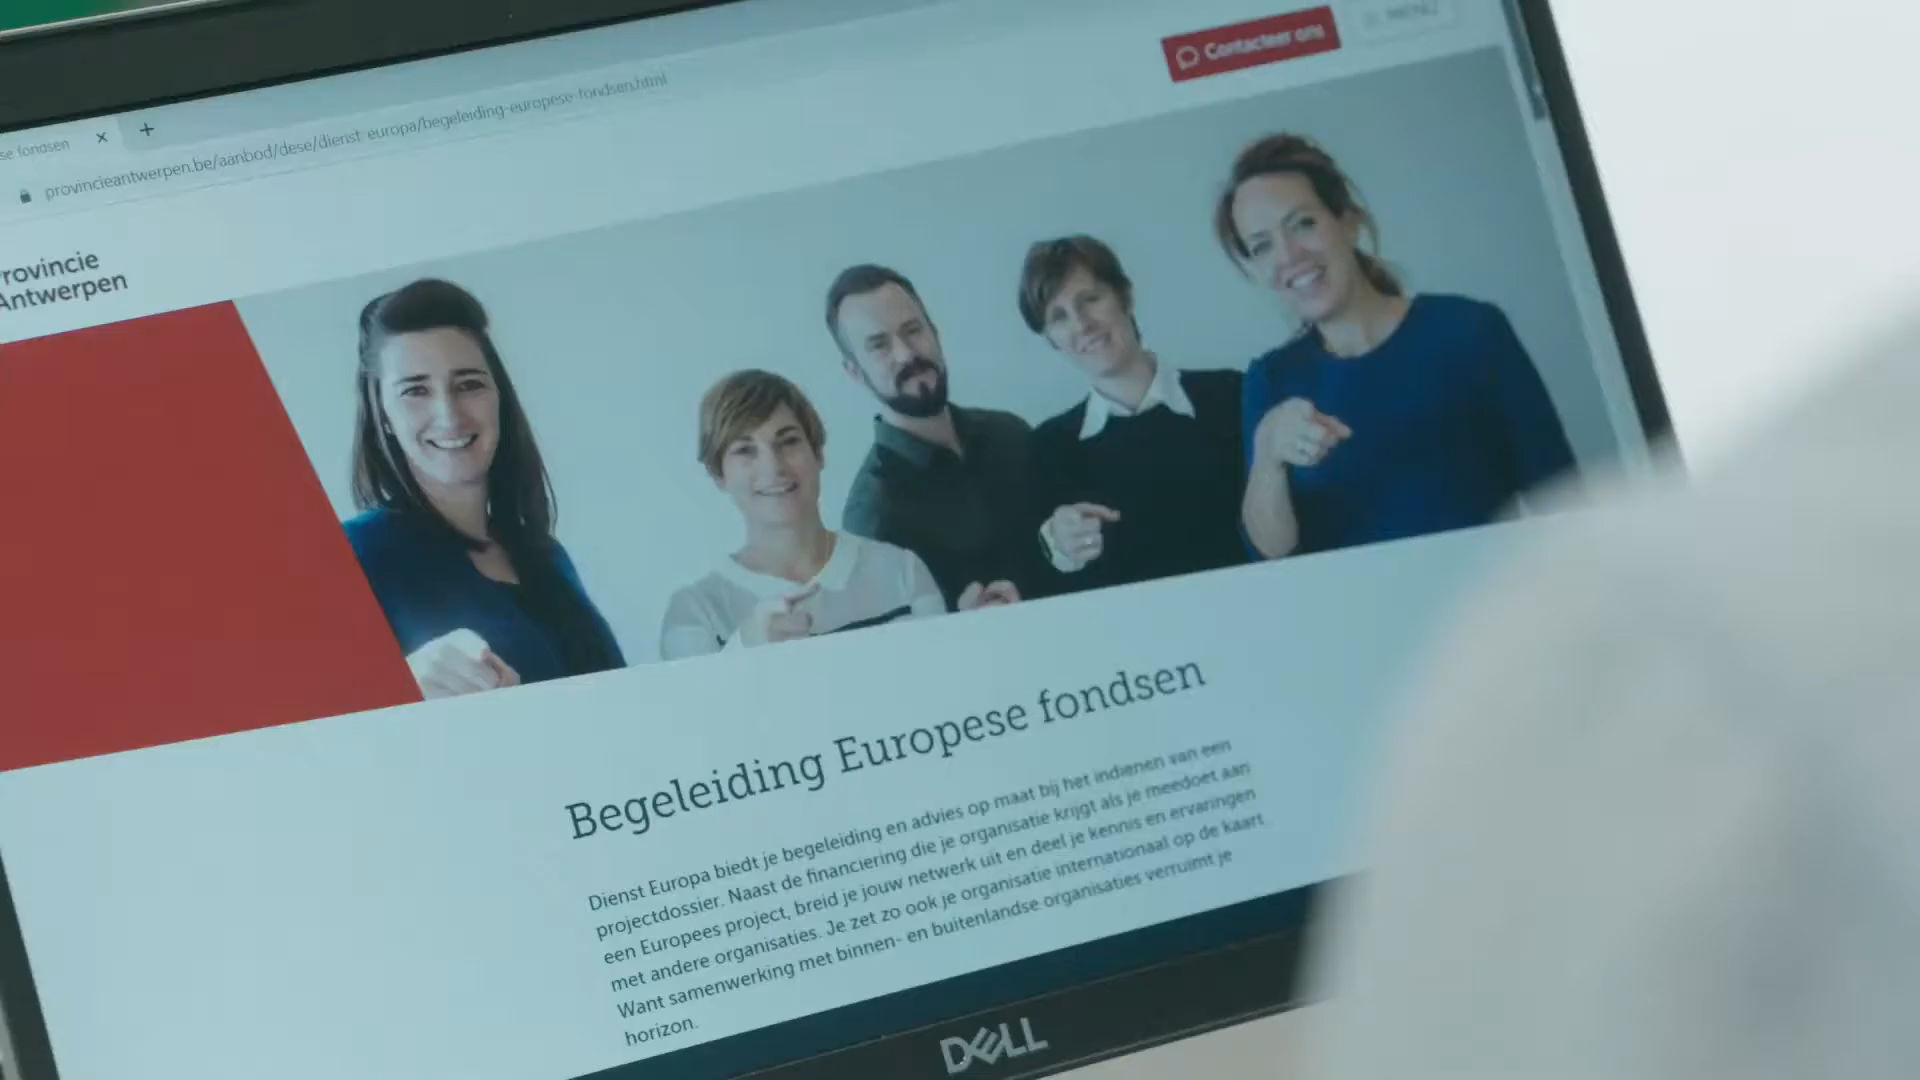 se fondsen
provincieantwerpen.be/aanbod/dese/dienst-europa/begeleiding-europese-fondsen.html
Contacteer ons
MENU
rovincie
Antwerpen
Begeleiding Europese fondsen
Dienst Europa biedt je begeleiding en advies op maat bij het indienen van een
projectdossier. Naast de financiering die je organisatie krijgt als je meedoet aan
een Europees project, breid je jouw netwerk uit en deel je kennis en ervaringen
met andere organisaties. Je zet zo ook je organisatie internationaal op de kaart.
Want samenwerking met binnen- en buitenlandse organisaties verruimt je
horizon.
DELL